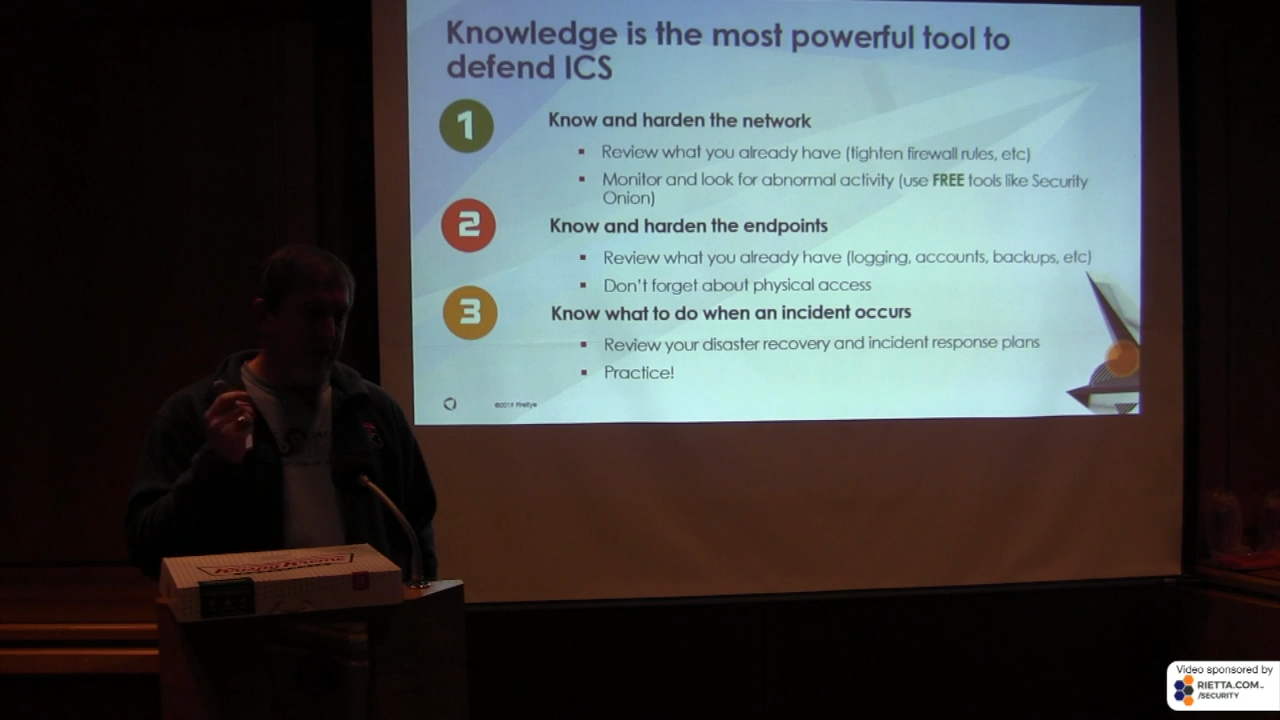 Knowledge is the most powerful tool to
defend ICS
1
Know and harden the network
Review what you already have (tighten firewall rules, etc)
Monitor and look for abnormal activity (use FREE tools like Security
Onion)
2
Know and harden the endpoints
Review what you already have (logging, accounts, backups, etc)
Don't forget about physical access
3
Know what to do when an incident occurs
Review your disaster recovery and incident response plans
Practice!
FireEye
Krispy Kreme
Video sponsored by
RIETTA.COM
/SECURITY